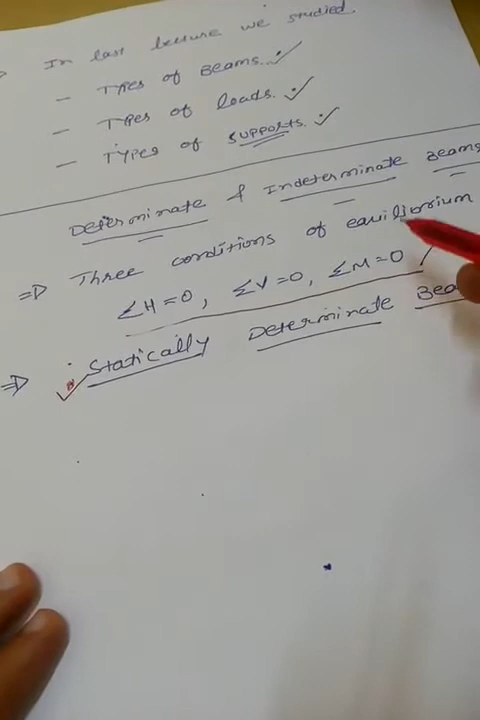 In last lecture we studied
- Types of Beams.
- Types of loads.
- Types of supports.
Determinate & Indeterminate Beams
⇒ Three conditions of equilibrium
ΣH=0, ΣV=0, ΣM=0
⇒ Statically Determinate Bea